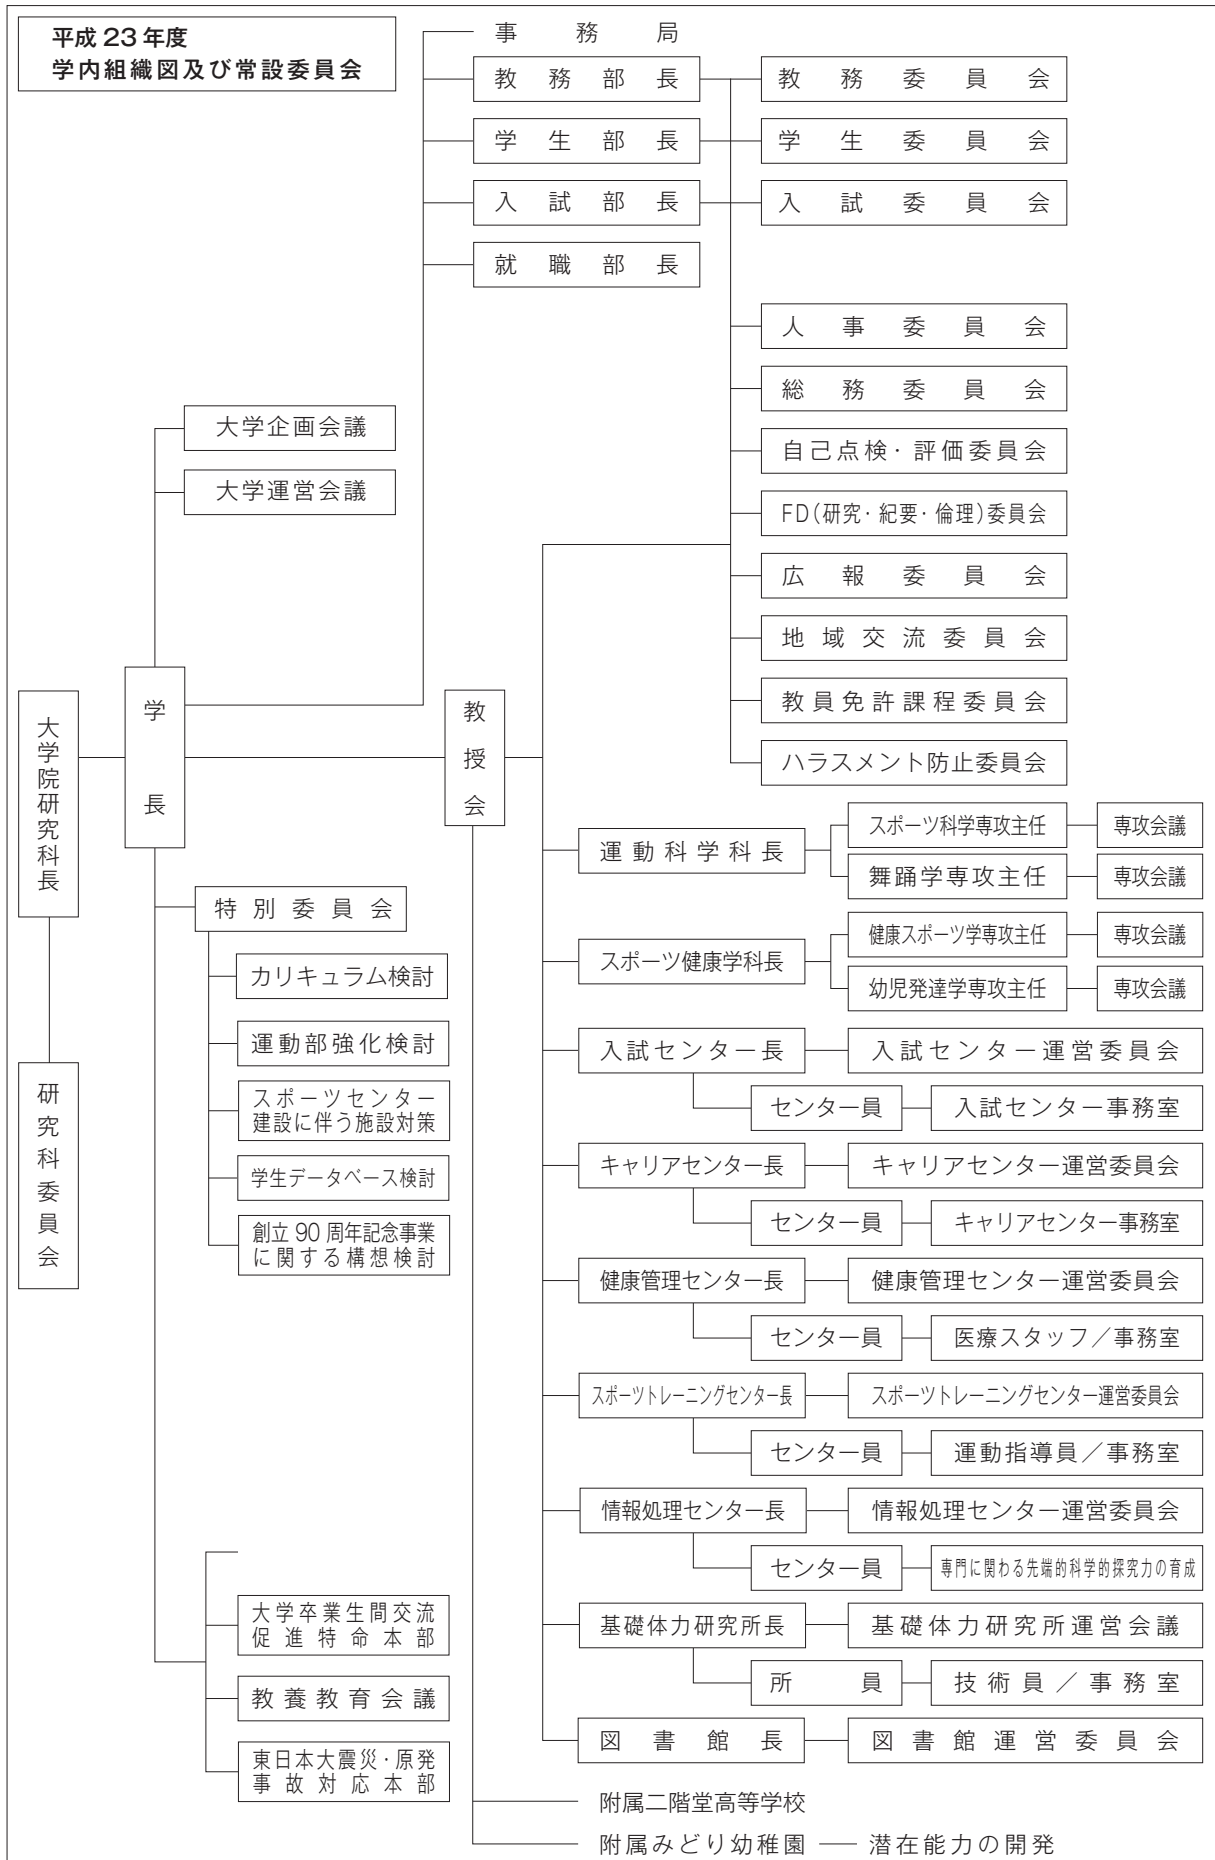 平成 23 年度
学内組織図及び常設委員会
事務局
教務部長
教務委員会
学生部長
学生委員会
入試部長
入試委員会
就職部長
人事委員会
総務委員会
自己点検・評価委員会
FD(研究・紀要・倫理)委員会
広報委員会
地域交流委員会
教員免許課程委員会
ハラスメント防止委員会
大学企画会議
大学運営会議
大学院研究科長
学長
教授会
研究科委員会
特別委員会
カリキュラム検討
運動部強化検討
スポーツセンター
建設に伴う施設対策
学生データベース検討
創立 90 周年記念事業
に関する構想検討
大学卒業生間交流
促進特命本部
教養教育会議
東日本大震災・原発
事故対応本部
運動科学科長
スポーツ科学専攻主任
専攻会議
舞踊学専攻主任
専攻会議
スポーツ健康学科長
健康スポーツ学専攻主任
専攻会議
幼児発達学専攻主任
専攻会議
入試センター長
入試センター運営委員会
センター員
入試センター事務室
キャリアセンター長
キャリアセンター運営委員会
センター員
キャリアセンター事務室
健康管理センター長
健康管理センター運営委員会
センター員
医療スタッフ／事務室
スポーツトレーニングセンター長
スポーツトレーニングセンター運営委員会
センター員
運動指導員／事務室
情報処理センター長
情報処理センター運営委員会
センター員
専門に関わる先端的科学的探究力の育成
基礎体力研究所長
基礎体力研究所運営会議
所員
技術員／事務室
図書館長
図書館運営委員会
附属二階堂高等学校
附属みどり幼稚園
潜在能力の開発